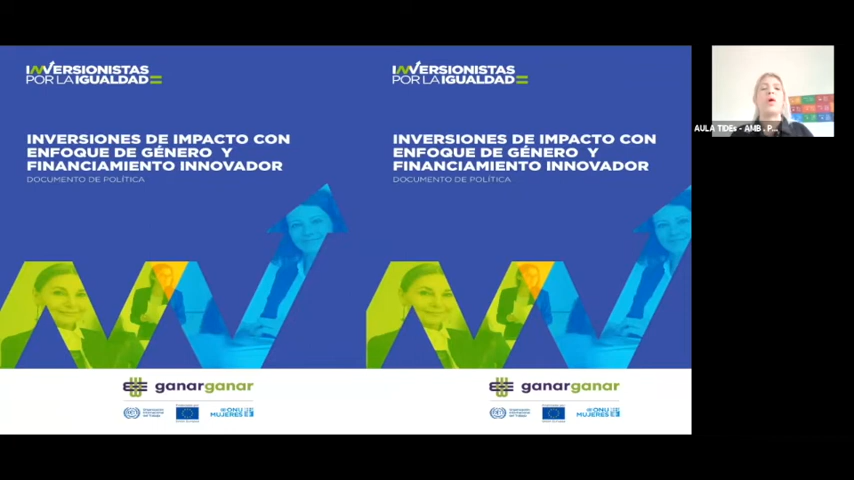 INVERSIONISTAS
POR LA IGUALDAD
INVERSIONES DE IMPACTO CON
ENFOQUE DE GÉNERO Y
FINANCIAMIENTO INNOVADOR
DOCUMENTO DE POLÍTICA
ganarganar
ONU
MUJERES
INVERSIONISTAS
POR LA IGUALDAD
INVERSIONES DE IMPACTO CON
ENFOQUE DE GÉNERO Y
FINANCIAMIENTO INNOVADOR
DOCUMENTO DE POLÍTICA
ganarganar
ONU
MUJERES
AULA TIDEs - AMB. P...